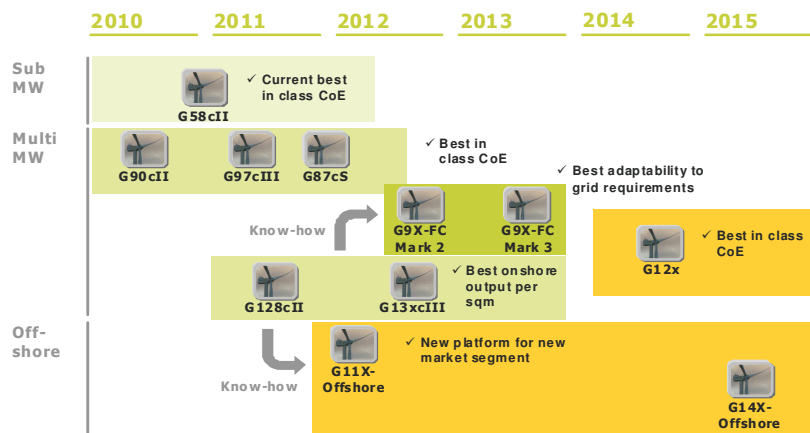 2010 2011 2012 2013 2014 2015
Sub
MW
✓ Current best
in class CoE
G58cII
Multi
MW
G90cII G97cIII G87cS
✓ Best in
class CoE
✓ Best adaptability to
grid requirements
Know-how
G9X-FC
Mark 2
G9X-FC
Mark 3
G12x
✓ Best in class
CoE
G128cII
G13xcIII
✓ Best onshore
output per
sqm
Off-
shore
Know-how
G11X-
Offshore
✓ New platform for new
market segment
G14X-
Offshore